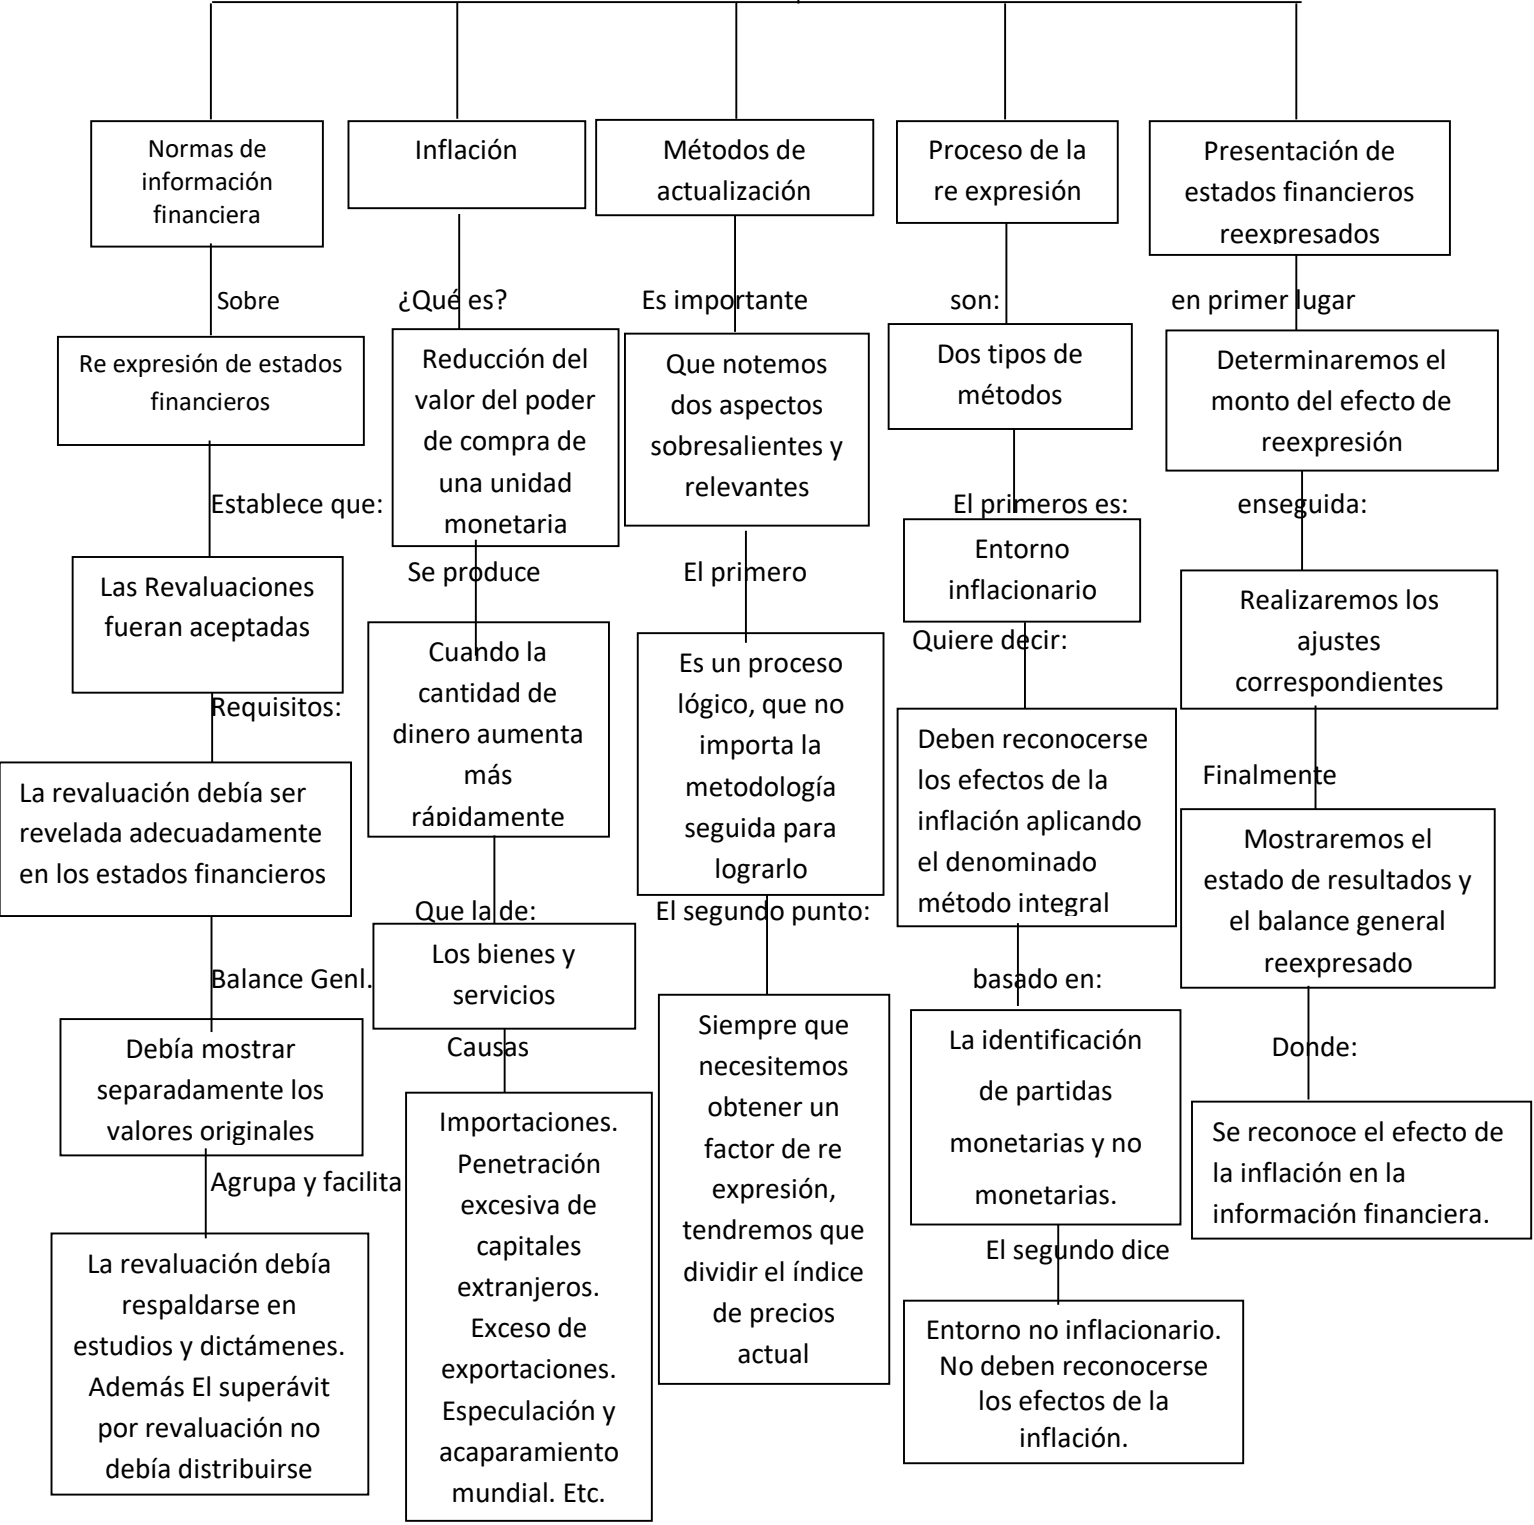 Normas de
información
financiera
Sobre
Re expresión de estados
financieros
Establece que:
Las Revaluaciones
fueran aceptadas
Requisitos:
La revaluación debía ser
revelada adecuadamente
en los estados financieros
Balance Genl.
Debía mostrar
separadamente los
valores originales
Agrupa y facilita
La revaluación debía
respaldarse en
estudios y dictámenes.
Además El superávit
por revaluación no
debía distribuirse
Inflación
¿Qué es?
Reducción del
valor del poder
de compra de
una unidad
monetaria
Se produce
Cuando la
cantidad de
dinero aumenta
más
rápidamente
Que la de:
Los bienes y
servicios
Causas
Importaciones.
Penetración
excesiva de
capitales
extranjeros.
Exceso de
exportaciones.
Especulación y
acaparamiento
mundial. Etc.
Métodos de
actualización
Es importante
Que notemos
dos aspectos
sobresalientes y
relevantes
El primero
Es un proceso
lógico, que no
importa la
metodología
seguida para
lograrlo
El segundo punto:
Siempre que
necesitemos
obtener un
factor de re
expresión,
tendremos que
dividir el índice
de precios
actual
Proceso de la
re expresión
son:
Dos tipos de
métodos
El primeros es:
Entorno
inflacionario
Quiere decir:
Deben reconocerse
los efectos de la
inflación aplicando
el denominado
método integral
basado en:
La identificación
de partidas
monetarias y no
monetarias.
El segundo dice
Entorno no inflacionario.
No deben reconocerse
los efectos de la
inflación.
Presentación de
estados financieros
reexpresados
en primer lugar
Determinaremos el
monto del efecto de
reexpresión
enseguida:
Realizaremos los
ajustes
correspondientes
Finalmente
Mostraremos el
estado de resultados y
el balance general
reexpresado
Donde:
Se reconoce el efecto de
la inflación en la
información financiera.